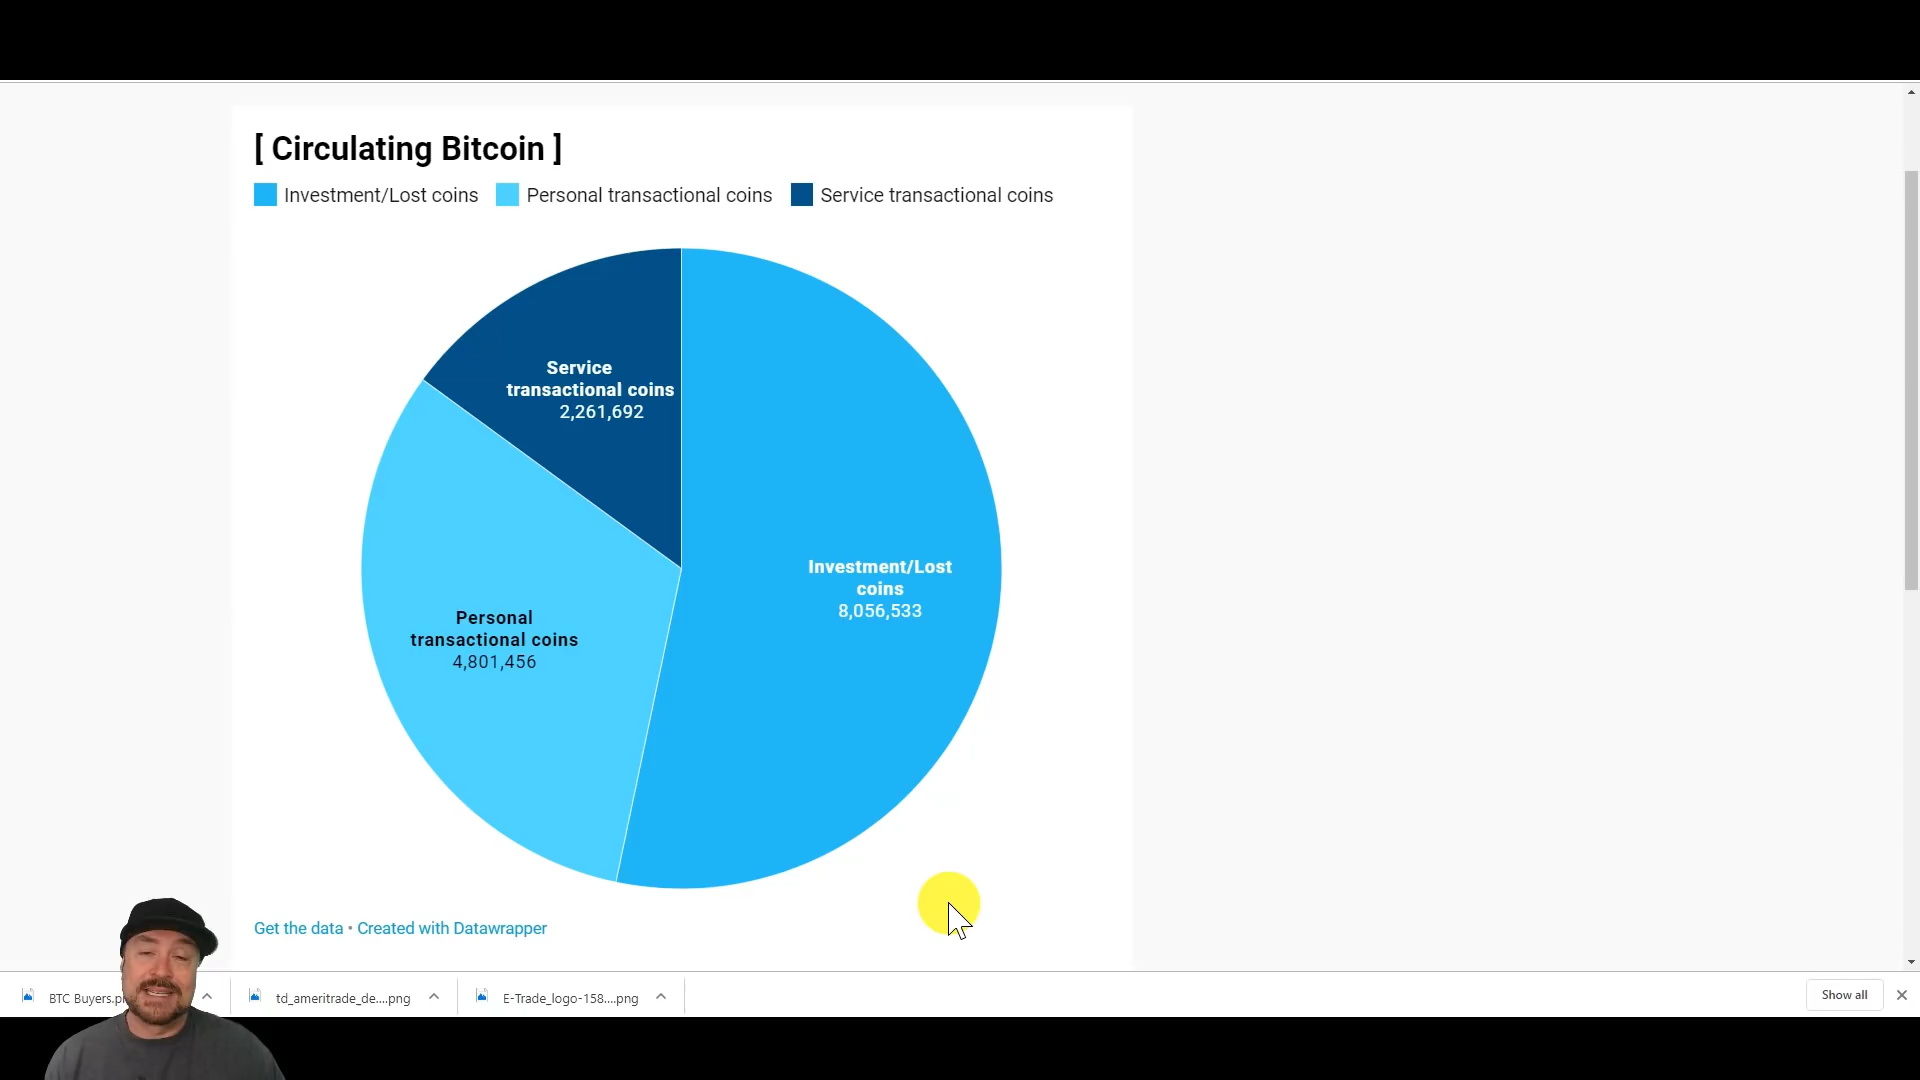 [ Circulating Bitcoin ]
Investment/Lost coins Personal transactional coins Service transactional coins
Service
transactional coins
2,261,692
Investment/Lost
coins
8,056,533
Personal
transactional coins
4,801,456
Get the data • Created with Datawrapper
BTC Buyers.p td_ameritrade_de....png E-Trade_logo-158....png Show all